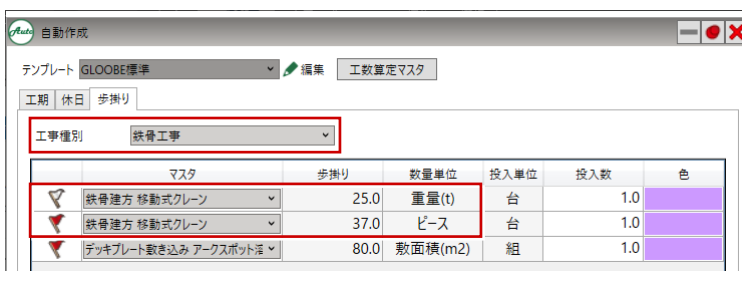 Auto 自動作成
テンプレート GLOOBE標準 編集 工数算定マスタ
工期 休日 歩掛り
工事種別 鉄骨工事
マスタ 歩掛り 数量単位 投入単位 投入数 色
鉄骨建方 移動式クレーン 25.0 重量(t) 台 1.0
鉄骨建方 移動式クレーン 37.0 ピース 台 1.0
デッキプレート敷き込み アークスポット 80.0 敷面積(m2) 組 1.0